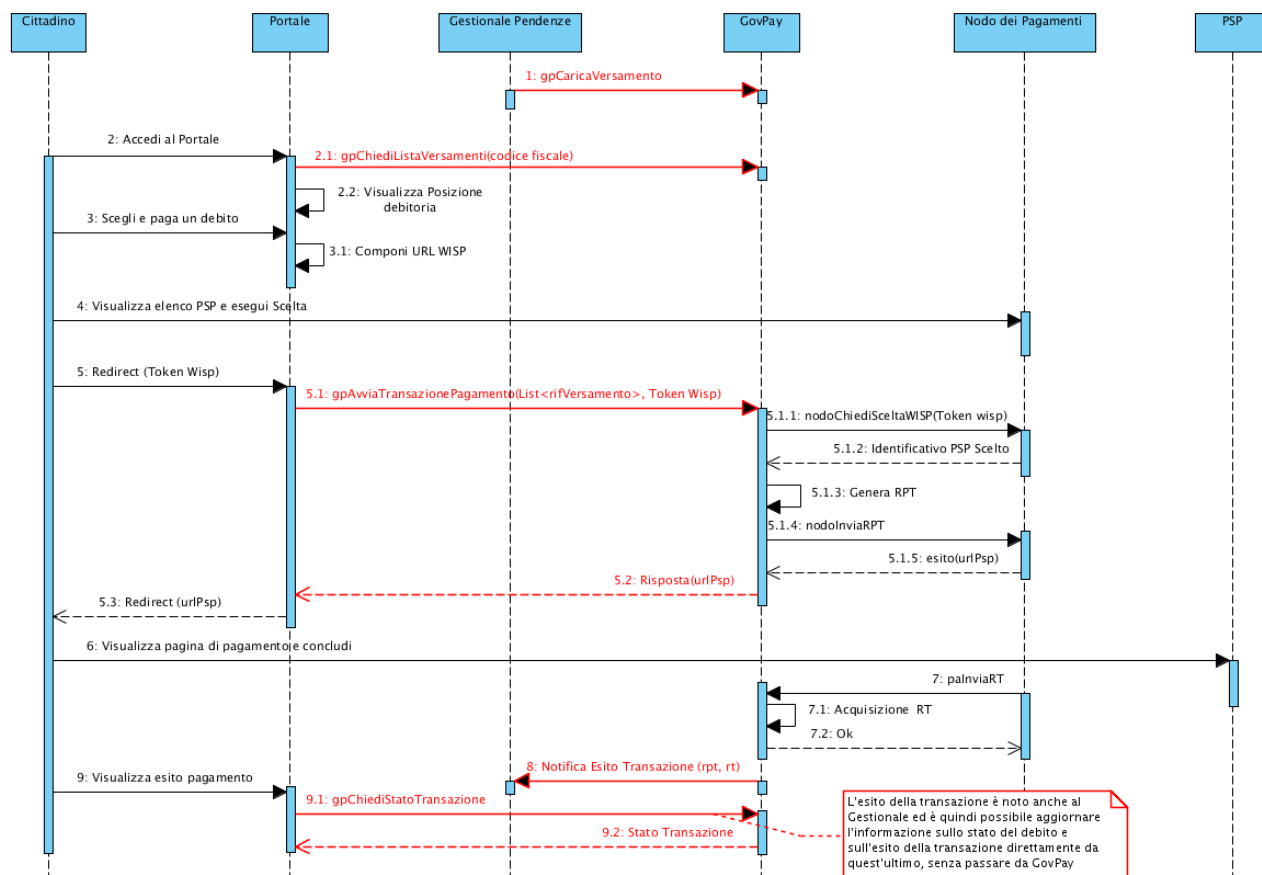 Cittadino
Portale
Gestionale Pendenze
GovPay
Nodo dei Pagamenti
PSP
1: gpCaricaVersamento
2: Accedi al Portale
2.1: gpChiediListaVersamenti(codice fiscale)
2.2: Visualizza Posizione
debitoria
3: Scegli e paga un debito
3.1: Componi URL WISP
4: Visualizza elenco PSP e esegui Scelta
5: Redirect (Token Wisp)
5.1: gpAvviaTransazionePagamento(List<rifVersamento>, Token Wisp)
5.1.1: nodoChiediSceltaWISP(Token wisp)
5.1.2: Identificativo PSP Scelto
5.1.3: Genera RPT
5.1.4: nodoInviaRPT
5.1.5: esito(urlPsp)
5.2: Risposta(urlPsp)
5.3: Redirect (urlPsp)
6: Visualizza pagina di pagamento e concludi
7: paInviaRT
7.1: Acquisizione RT
7.2: Ok
8: Notifica Esito Transazione (rpt, rt)
9: Visualizza esito pagamento
9.1: gpChiediStatoTransazione
9.2: Stato Transazione
L'esito della transazione è noto anche al
Gestionale ed è quindi possibile aggiornare
l'informazione sullo stato del debito e
sull'esito della transazione direttamente da
quest'ultimo, senza passare da GovPay